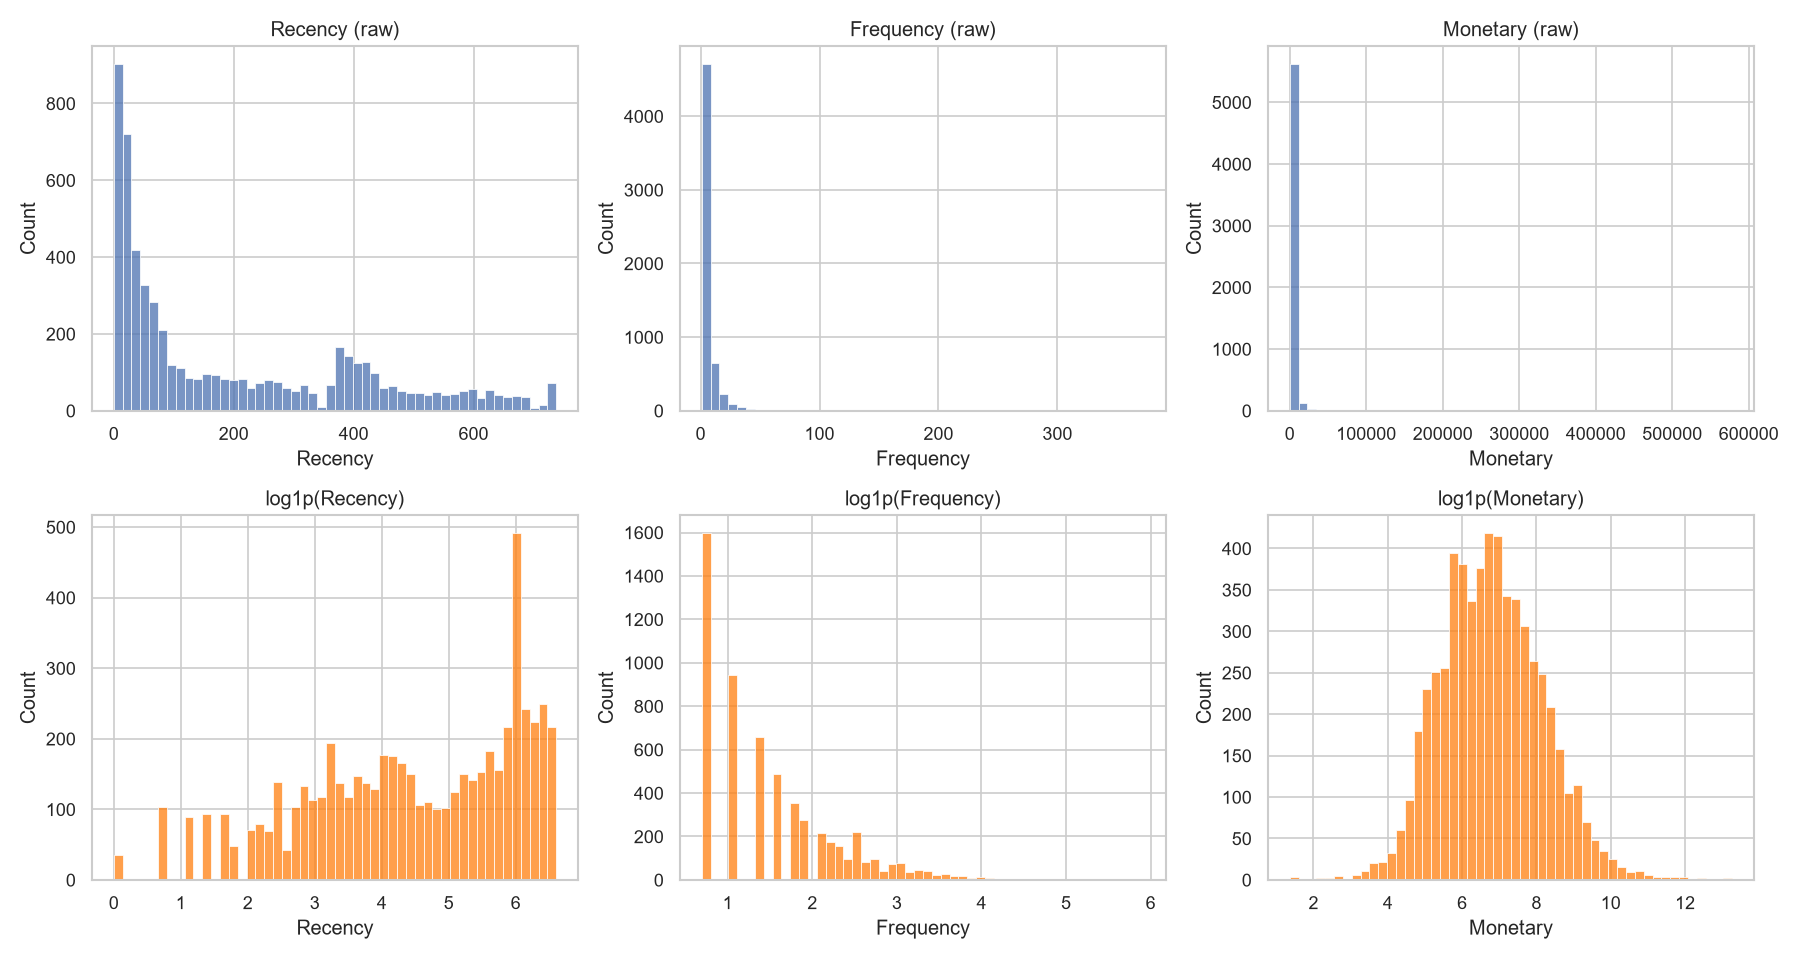 Recency (raw)
800
600
400
200
0
Count
0 200 400 600
Recency
Frequency (raw)
4000
3000
2000
1000
0
Count
0 100 200 300
Frequency
Monetary (raw)
5000
4000
3000
2000
1000
0
Count
0 100000 200000 300000 400000 500000 600000
Monetary
log1p(Recency)
500
400
300
200
100
0
Count
0 1 2 3 4 5 6
Recency
log1p(Frequency)
1600
1400
1200
1000
800
600
400
200
0
Count
1 2 3 4 5 6
Frequency
log1p(Monetary)
400
350
300
250
200
150
100
50
0
Count
2 4 6 8 10 12
Monetary